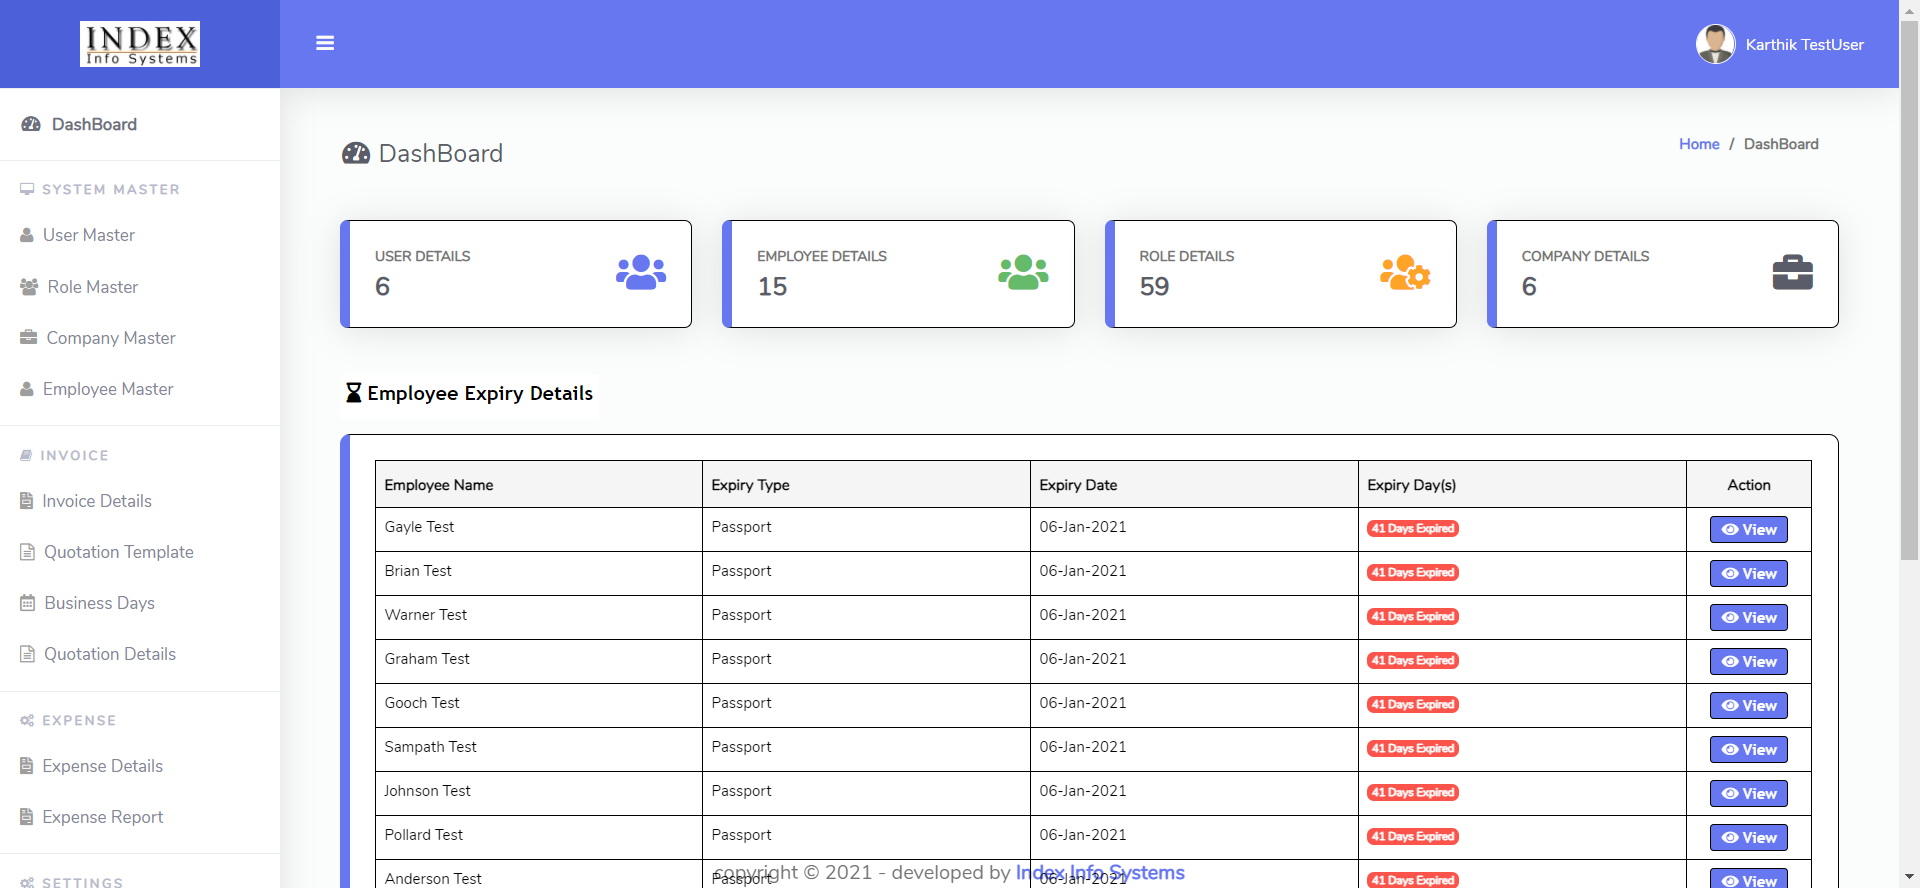 INDEX
Info Systems
Karthik TestUser
DashBoard
SYSTEM MASTER
User Master
Role Master
Company Master
Employee Master
INVOICE
Invoice Details
Quotation Template
Business Days
Quotation Details
EXPENSE
Expense Details
Expense Report
SETTINGS
DashBoard
Home / DashBoard
USER DETAILS
6
EMPLOYEE DETAILS
15
ROLE DETAILS
59
COMPANY DETAILS
6
Employee Expiry Details
Employee Name Expiry Type Expiry Date Expiry Day(s) Action
Gayle Test Passport 06-Jan-2021 41 Days Expired View
Brian Test Passport 06-Jan-2021 41 Days Expired View
Warner Test Passport 06-Jan-2021 41 Days Expired View
Graham Test Passport 06-Jan-2021 41 Days Expired View
Gooch Test Passport 06-Jan-2021 41 Days Expired View
Sampath Test Passport 06-Jan-2021 41 Days Expired View
Johnson Test Passport 06-Jan-2021 41 Days Expired View
Pollard Test Passport 06-Jan-2021 41 Days Expired View
Anderson Test Passport 06-Jan-2021 41 Days Expired View
copyright © 2021 - developed by Index Info Systems